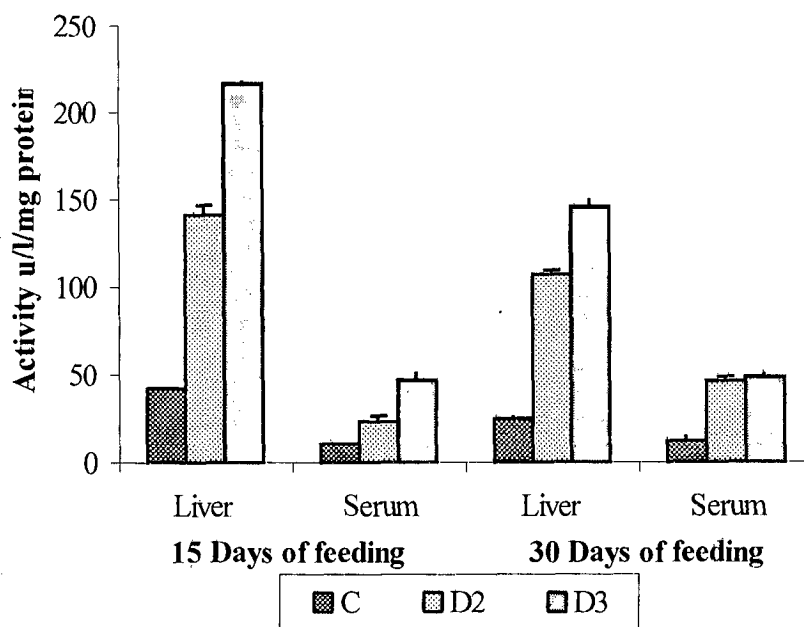 250
200
150
100
50
0
Activity u/l/mg protein
Liver Serum Liver Serum
15 Days of feeding 30 Days of feeding
C D2 D3